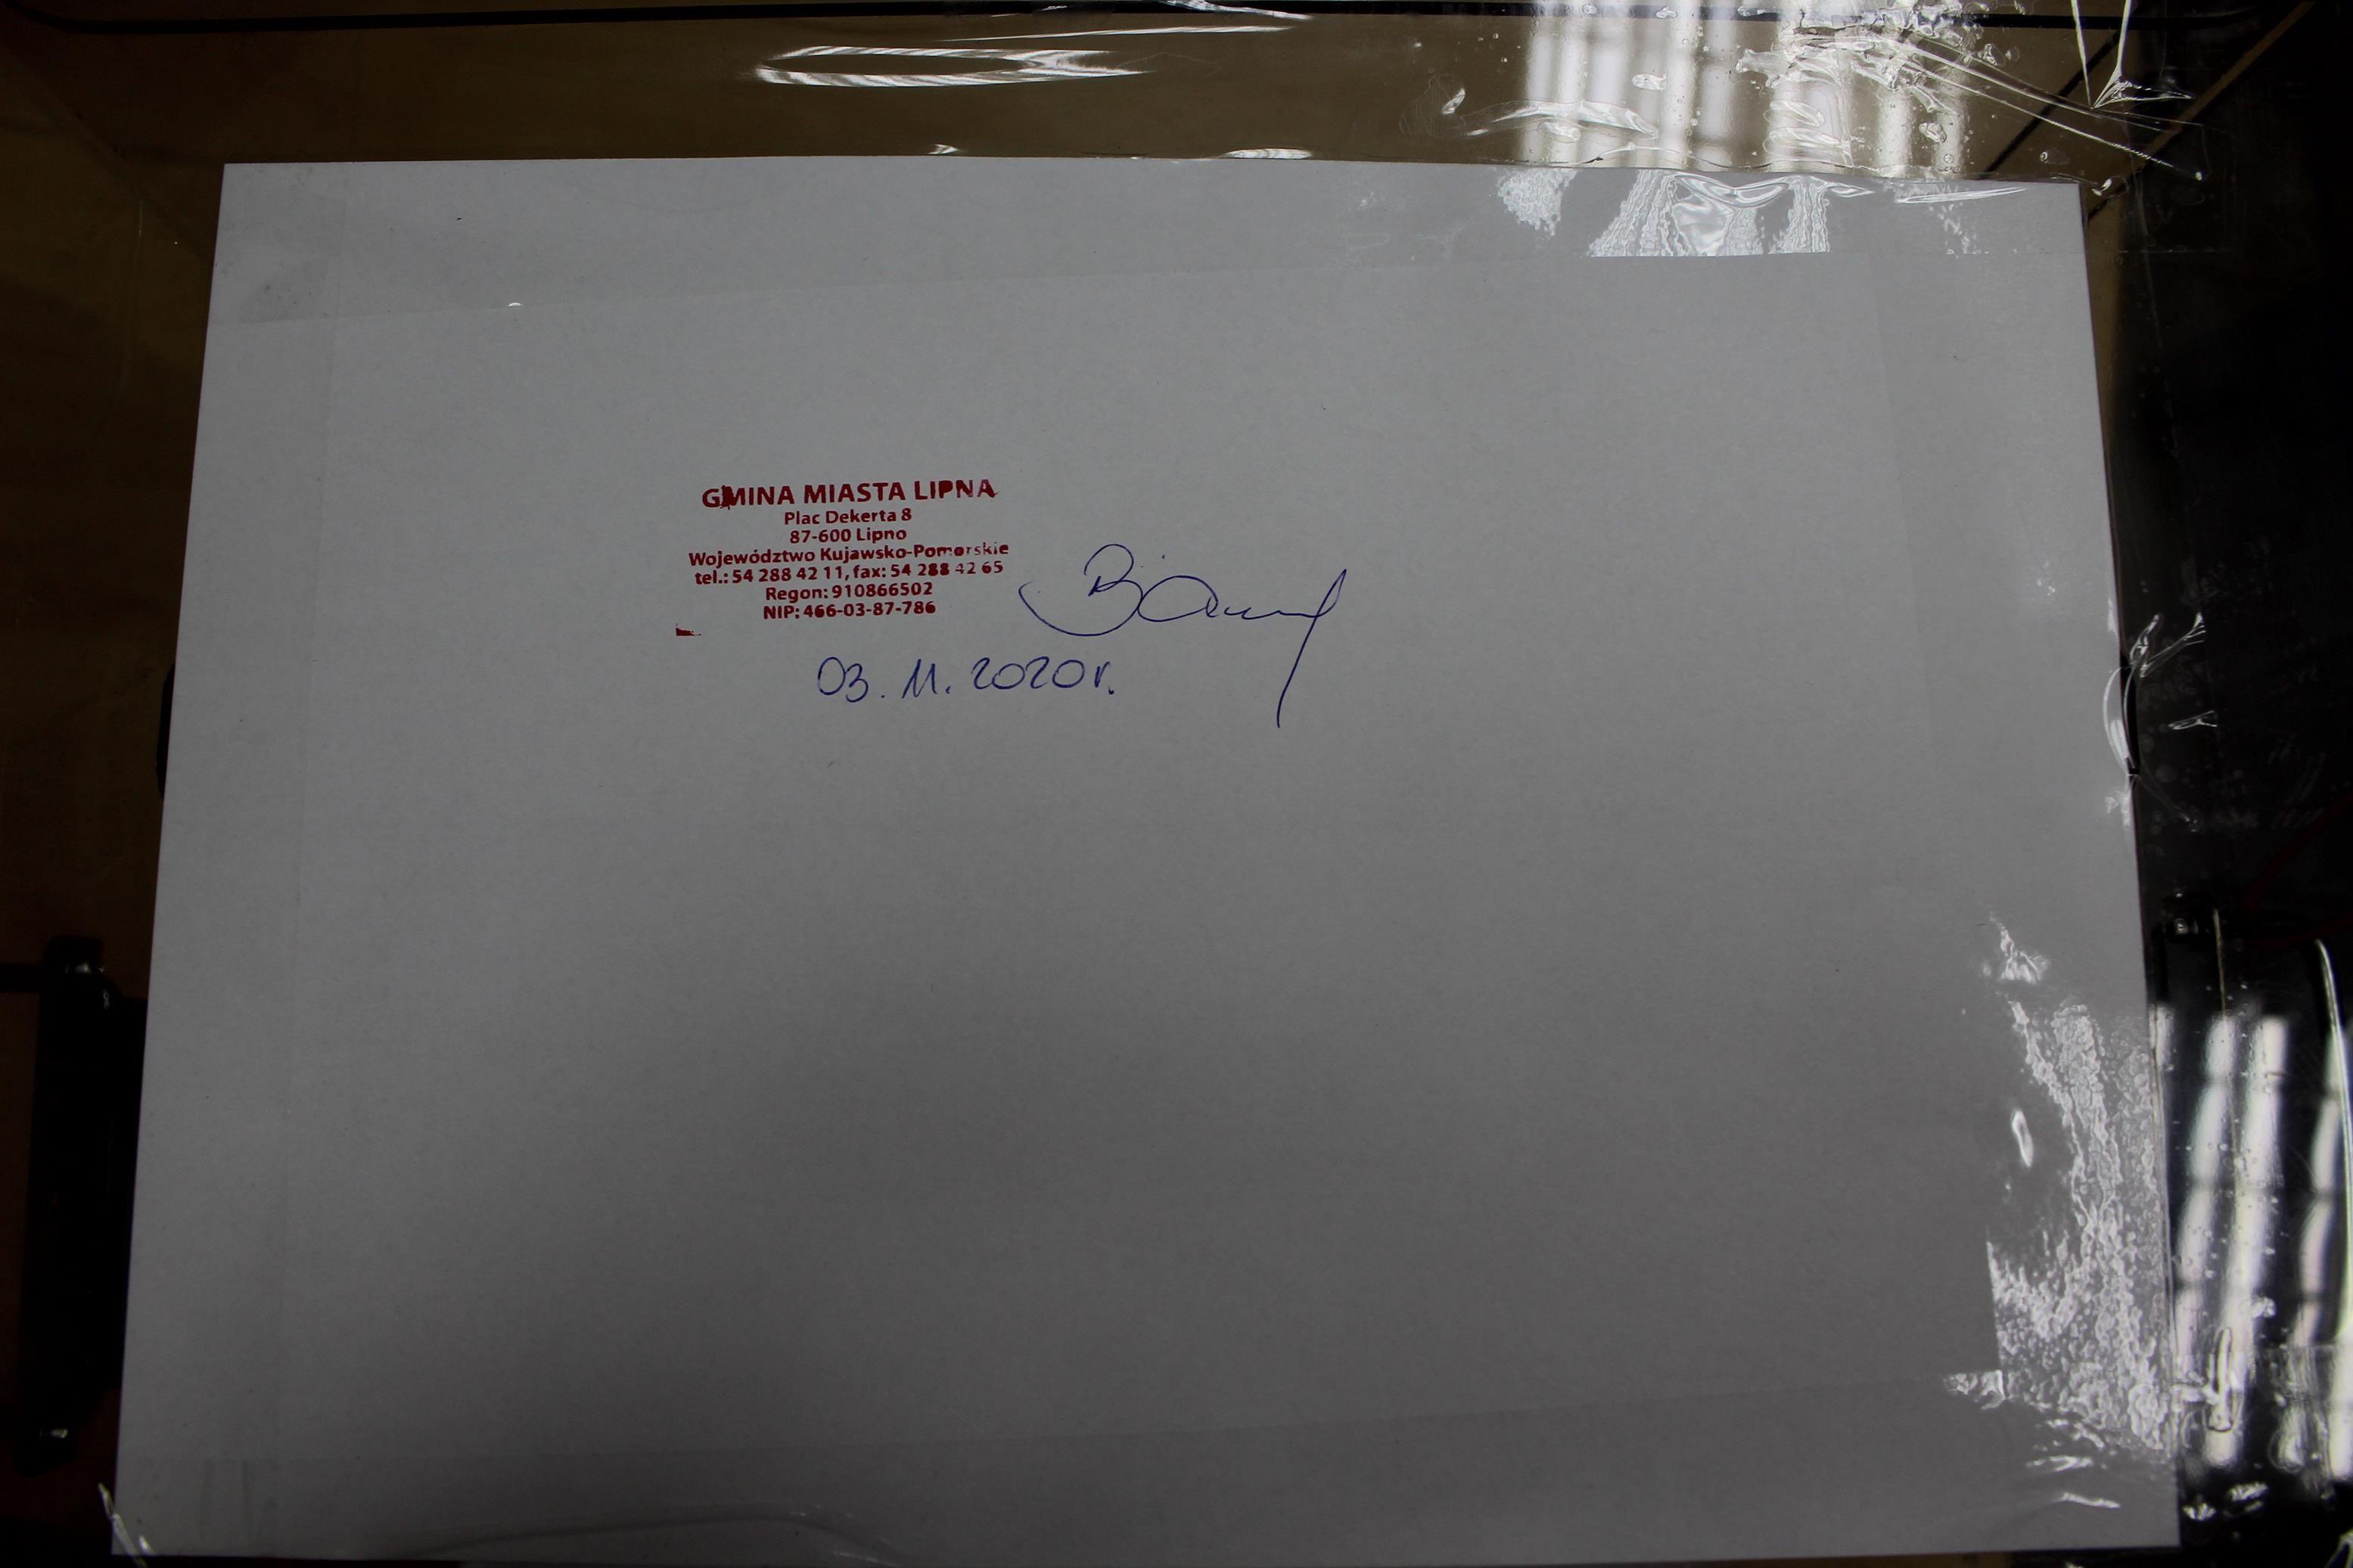 GMINA MIASTA LIPNA
Plac Dekerta 8
87-600 Lipno
Województwo Kujawsko-Pomorskie
tel.: 54 288 42 11, fax: 54 288 42 65
Regon: 910866502
NIP: 466-03-87-786
03. 11. 2020r.